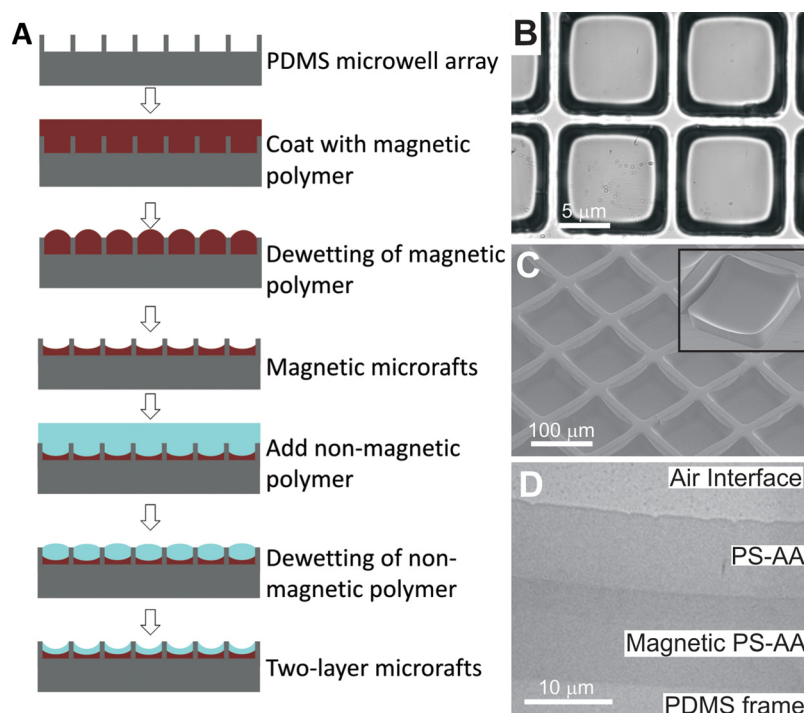 A
PDMS microwell array
Coat with magnetic
polymer
Dewetting of magnetic
polymer
Magnetic microrafts
Add non-magnetic
polymer
Dewetting of non-
magnetic polymer
Two-layer microrafts
B
5 μm
C
100 μm
D
Air Interface
PS-AA
Magnetic PS-AA
10 μm
PDMS frame